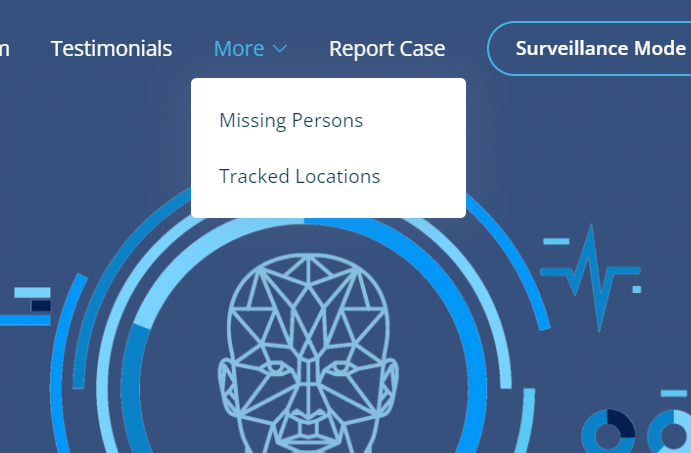 m
Testimonials
More
Report Case
Surveillance Mode
Missing Persons
Tracked Locations